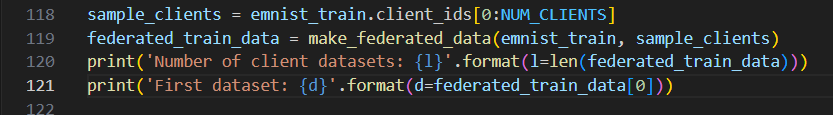 118 sample_clients = emnist_train.client_ids[0:NUM_CLIENTS]
119 federated_train_data = make_federated_data(emnist_train, sample_clients)
120 print('Number of client datasets: {l}'.format(l=len(federated_train_data)))
121 print('First dataset: {d}'.format(d=federated_train_data[0]))
122